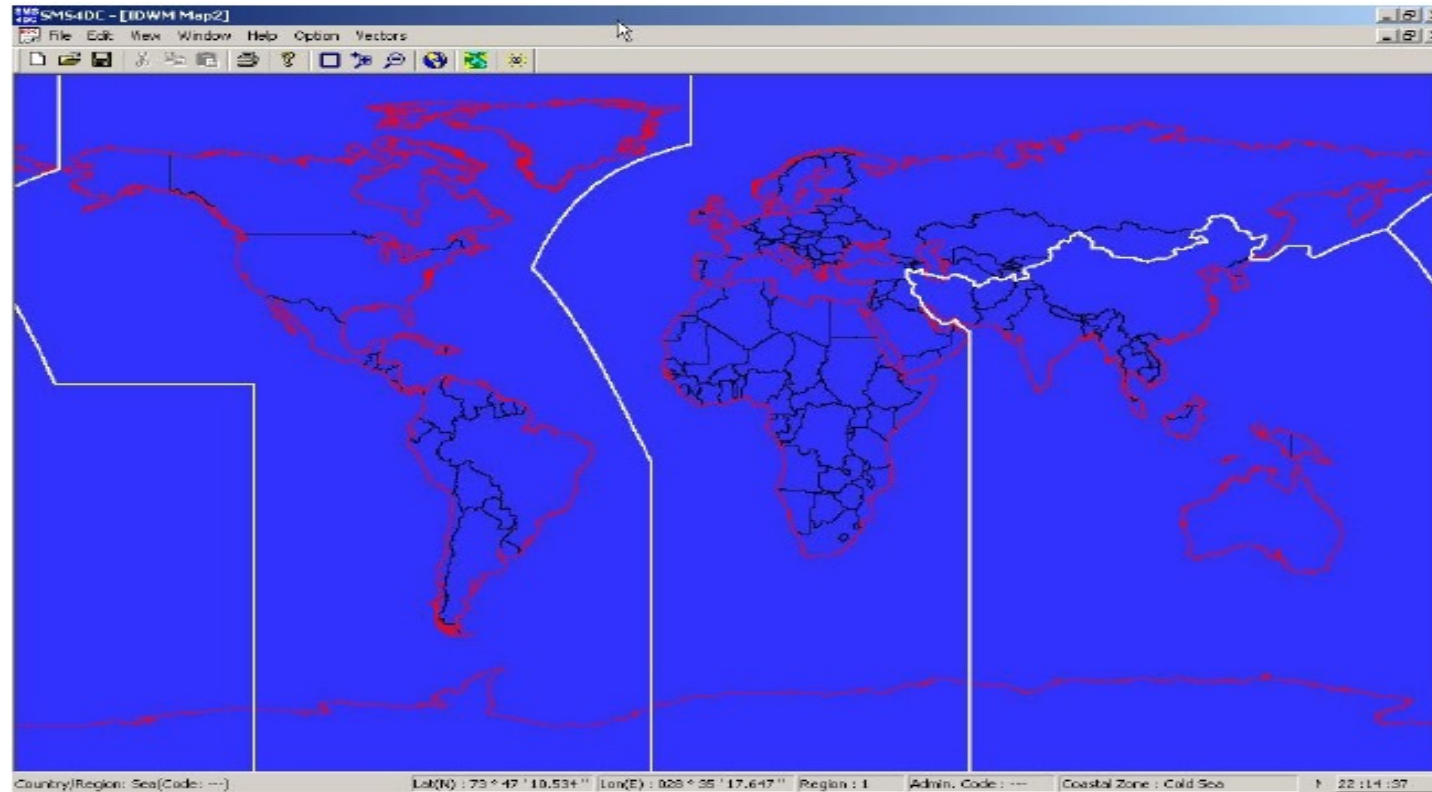 SMS4DC - [IDWM Map2]
File Edit View Window Help Option Vectors
Country/Region: Sea(Code: ---) Lat(N) : 73 ° 47 ' 10.534 " Lon(E) : 028 ° 35 ' 17.647 " Region : 1 Admin. Code : --- Coastal Zone : Cold Sea 22:14:37